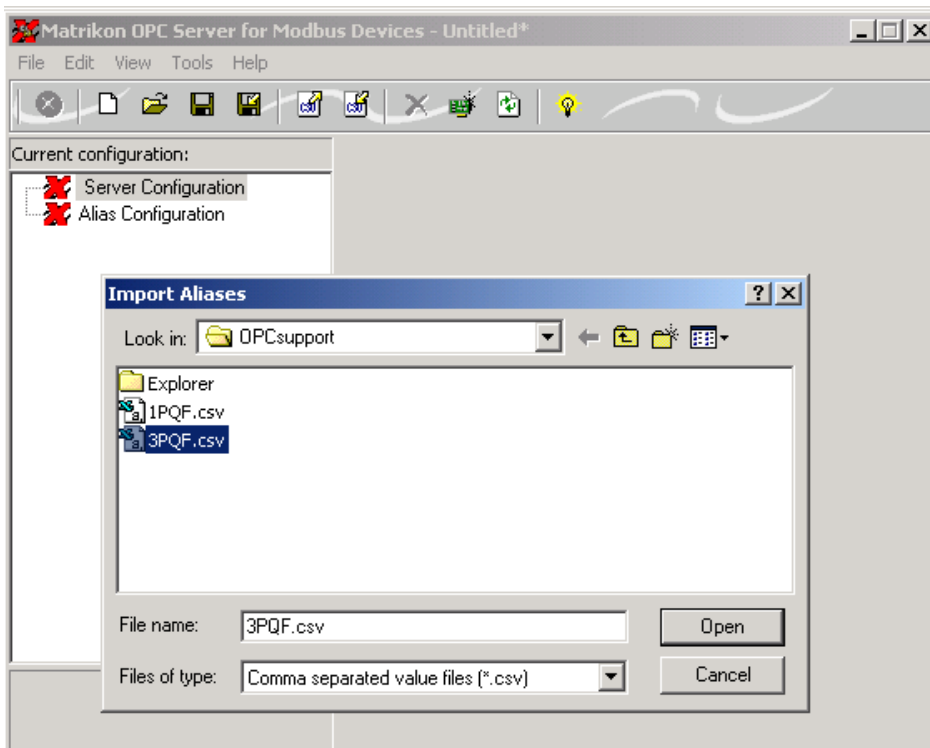 Matrikon OPC Server for Modbus Devices - Untitled*
File Edit View Tools Help
Current configuration:
Server Configuration
Alias Configuration
Import Aliases
Look in: OPCsupport
Explorer
1PQF.csv
3PQF.csv
File name: 3PQF.csv Open
Files of type: Comma separated value files (*.csv) Cancel